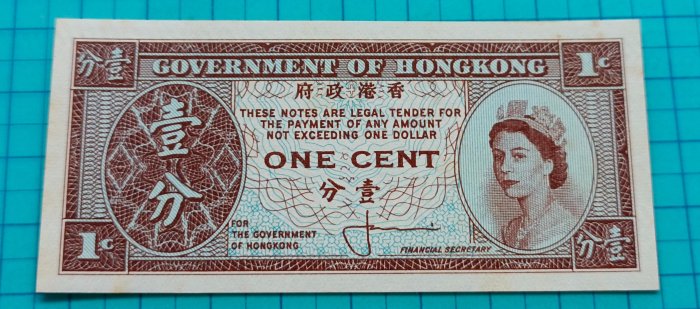 分壹
GOVERNMENT OF HONGKONG
1c
府政港香
THESE NOTES ARE LEGAL TENDER FOR
THE PAYMENT OF ANY AMOUNT
NOT EXCEEDING ONE DOLLAR
壹分
ONE CENT
分壹
FOR
THE GOVERNMENT
OF HONGKONG
FINANCIAL SECRETARY
1c
分壹